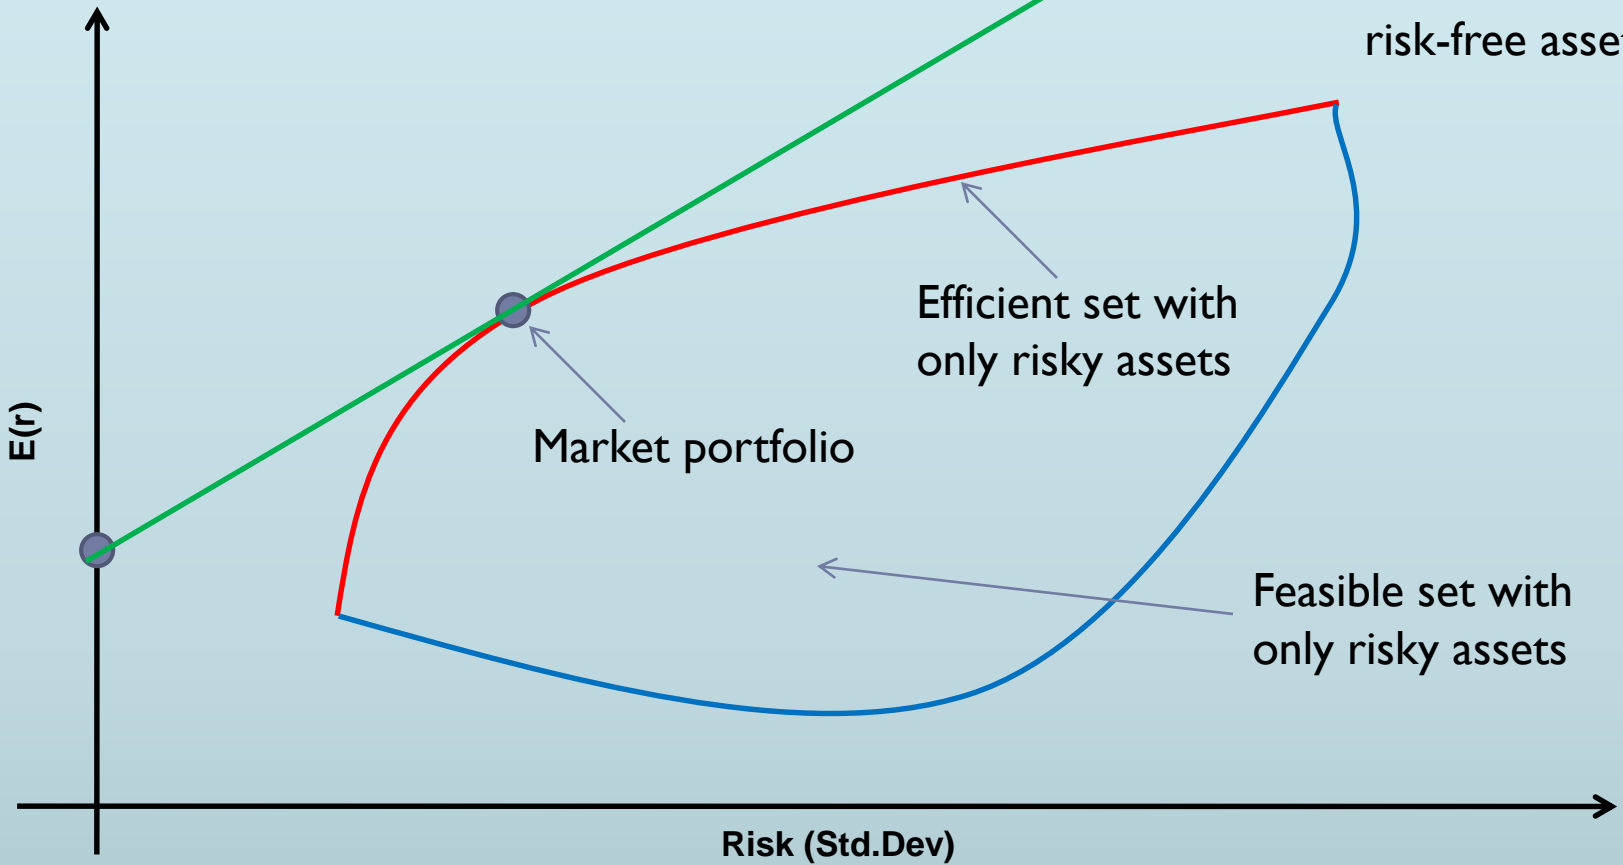 risk-free
Efficient set with
only risky assets
E(r)
Market portfolio
Feasible set with
only risky assets
Risk (Std.Dev)